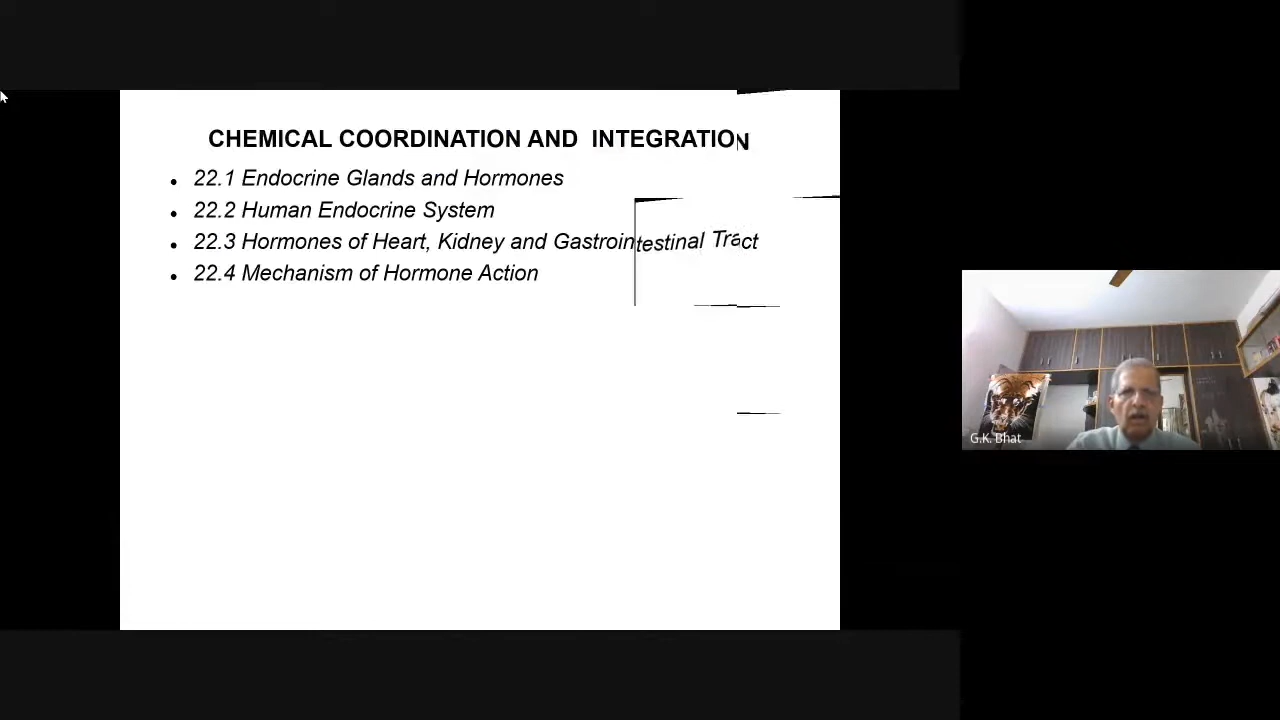 CHEMICAL COORDINATION AND INTEGRATION
• 22.1 Endocrine Glands and Hormones
• 22.2 Human Endocrine System
• 22.3 Hormones of Heart, Kidney and Gastrointestinal Tract
• 22.4 Mechanism of Hormone Action
G.K. Bhat